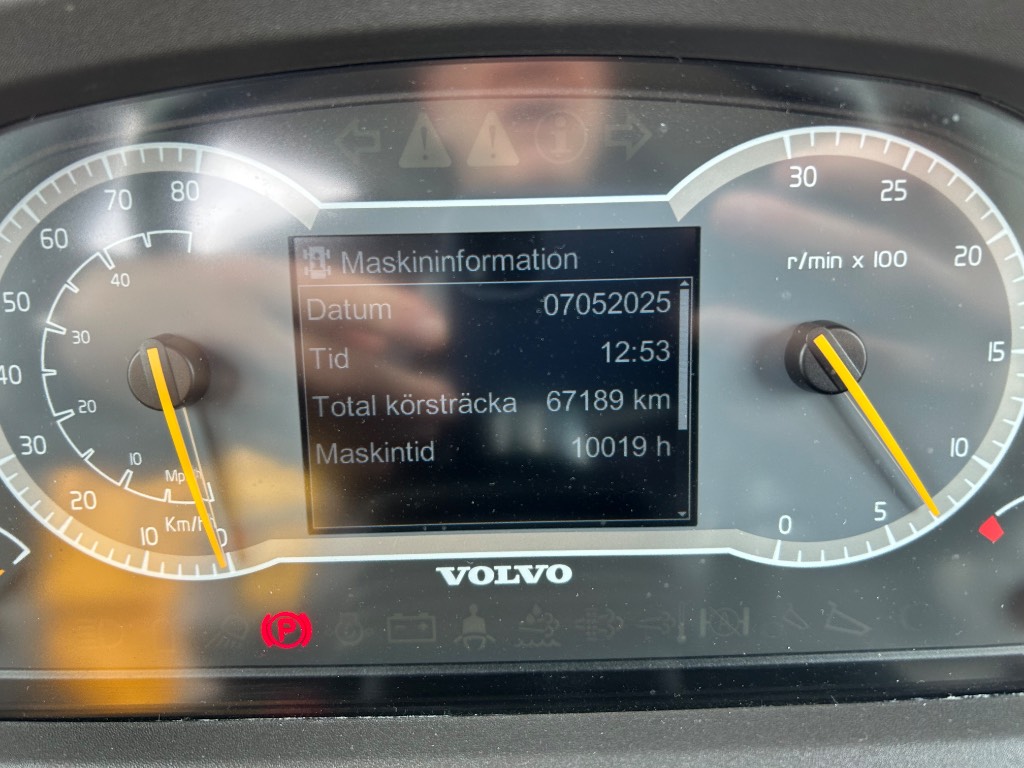 Maskininformation
Datum 07052025
Tid 12:53
Total körsträcka 67189 km
Maskintid 10019 h
80
70
60
50
40
30
20
10
0
40
30
20
10
Mph
Km/h
30
25
20
15
10
5
0
r/min x 100
VOLVO
P